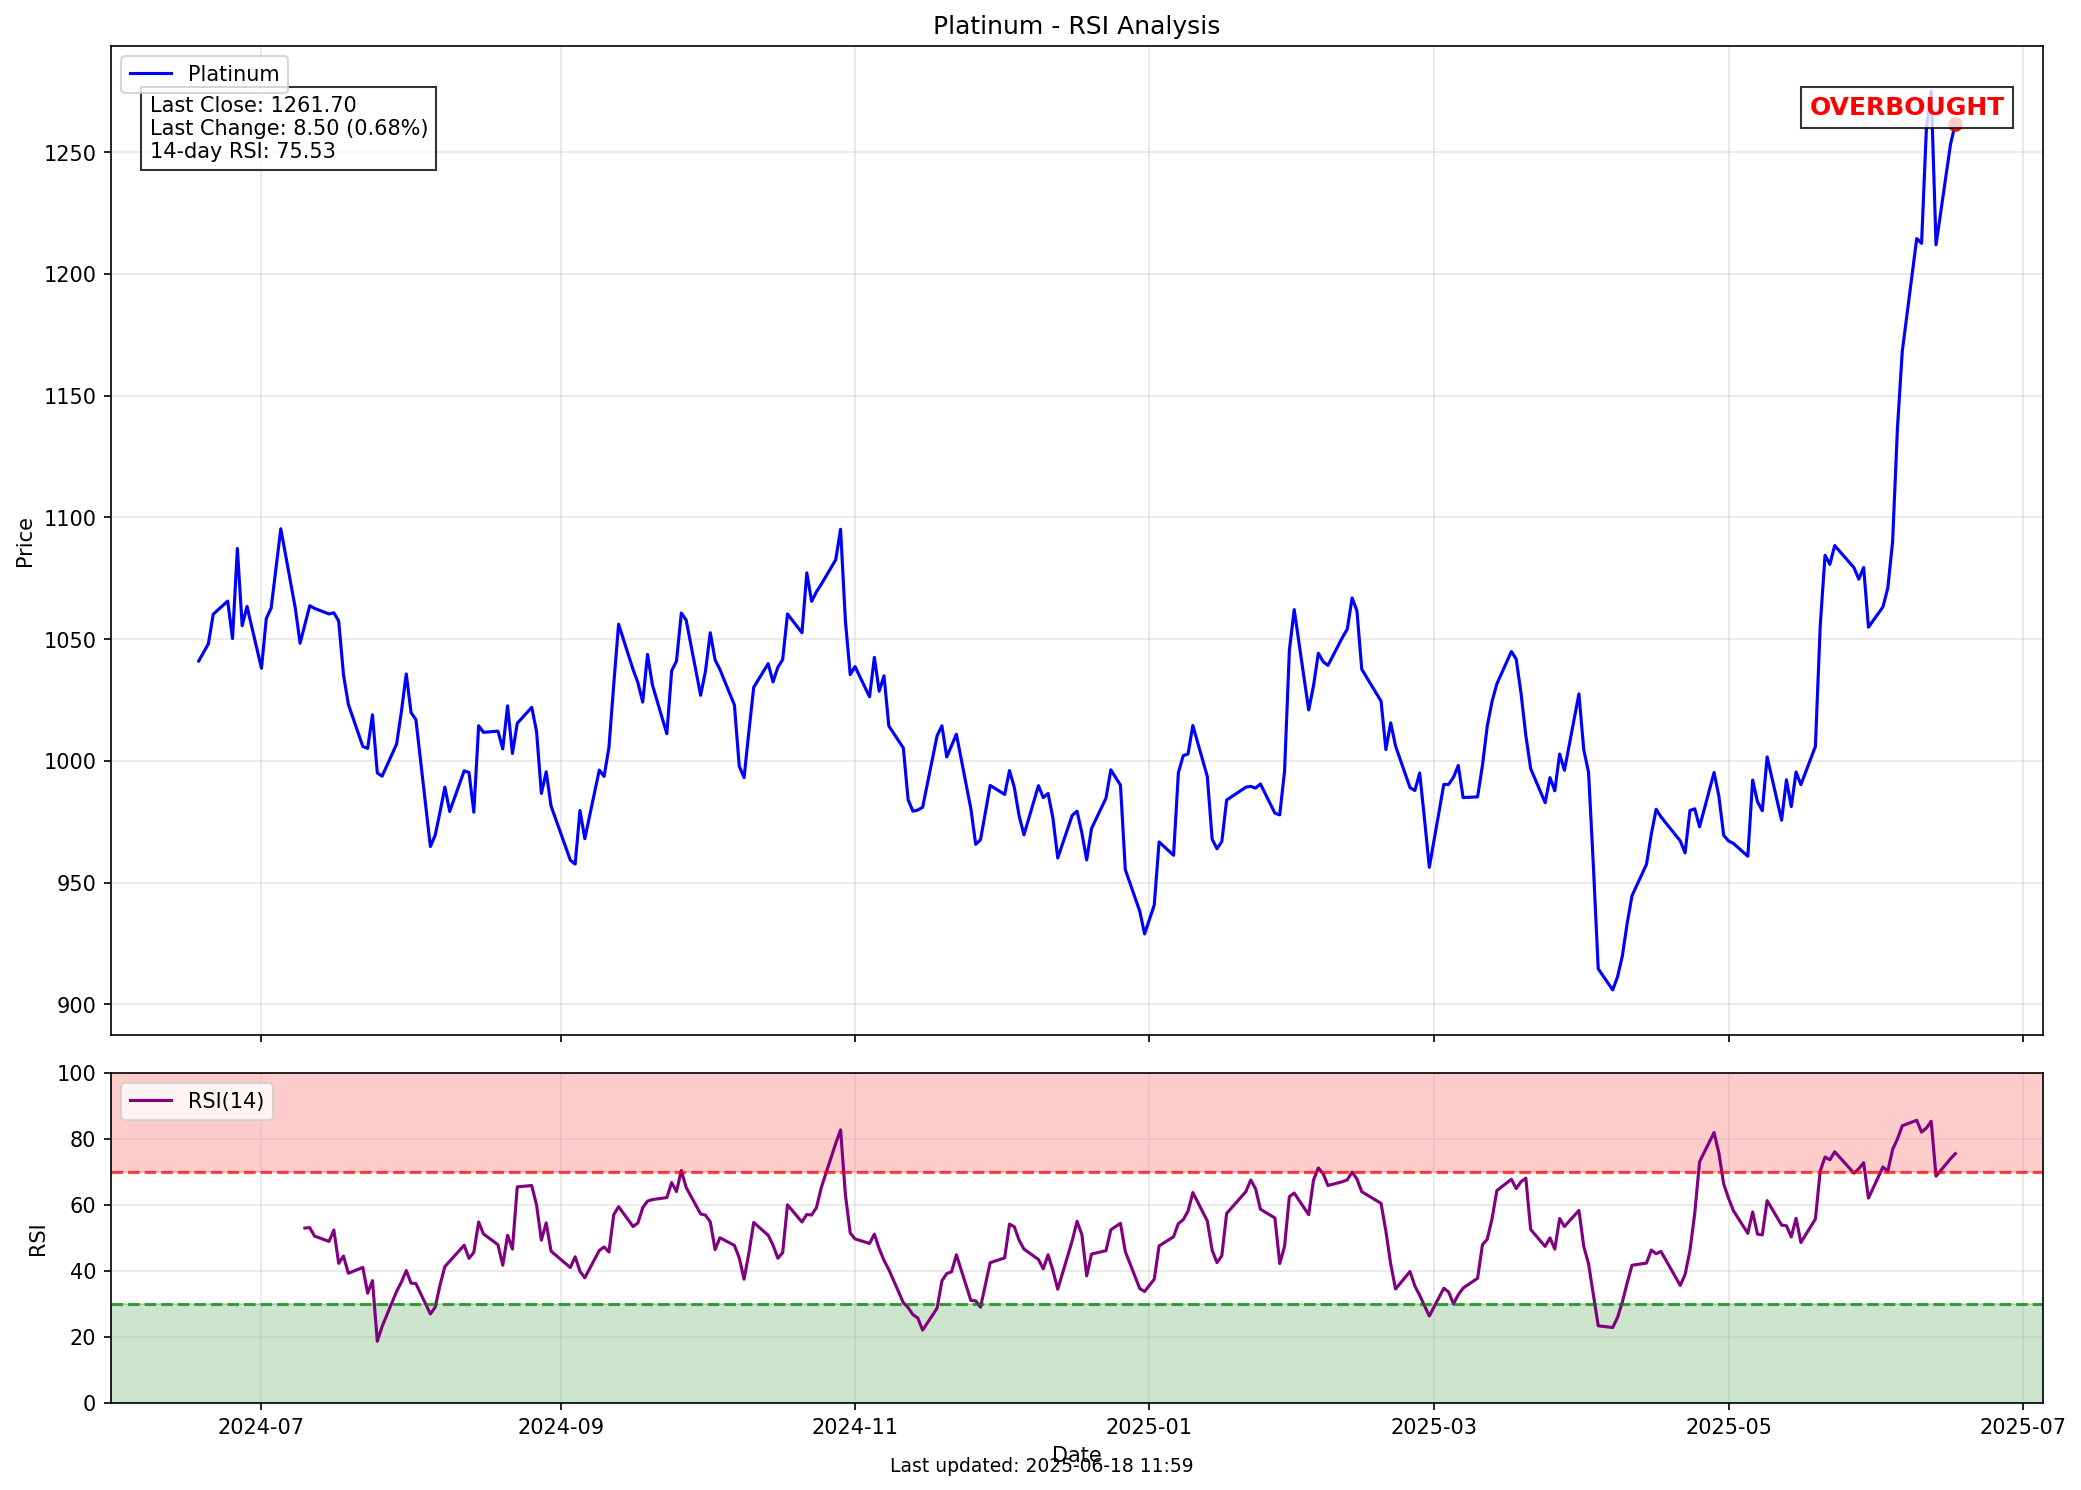 Platinum - RSI Analysis
Platinum
Last Close: 1261.70
Last Change: 8.50 (0.68%)
14-day RSI: 75.53
OVERBOUGHT
Price
1250
1200
1150
1100
1050
1000
950
900
RSI(14)
RSI
100
80
60
40
20
0
2024-07
2024-09
2024-11
2025-01
2025-03
2025-05
2025-07
Date
Last updated: 2025-06-18 11:59